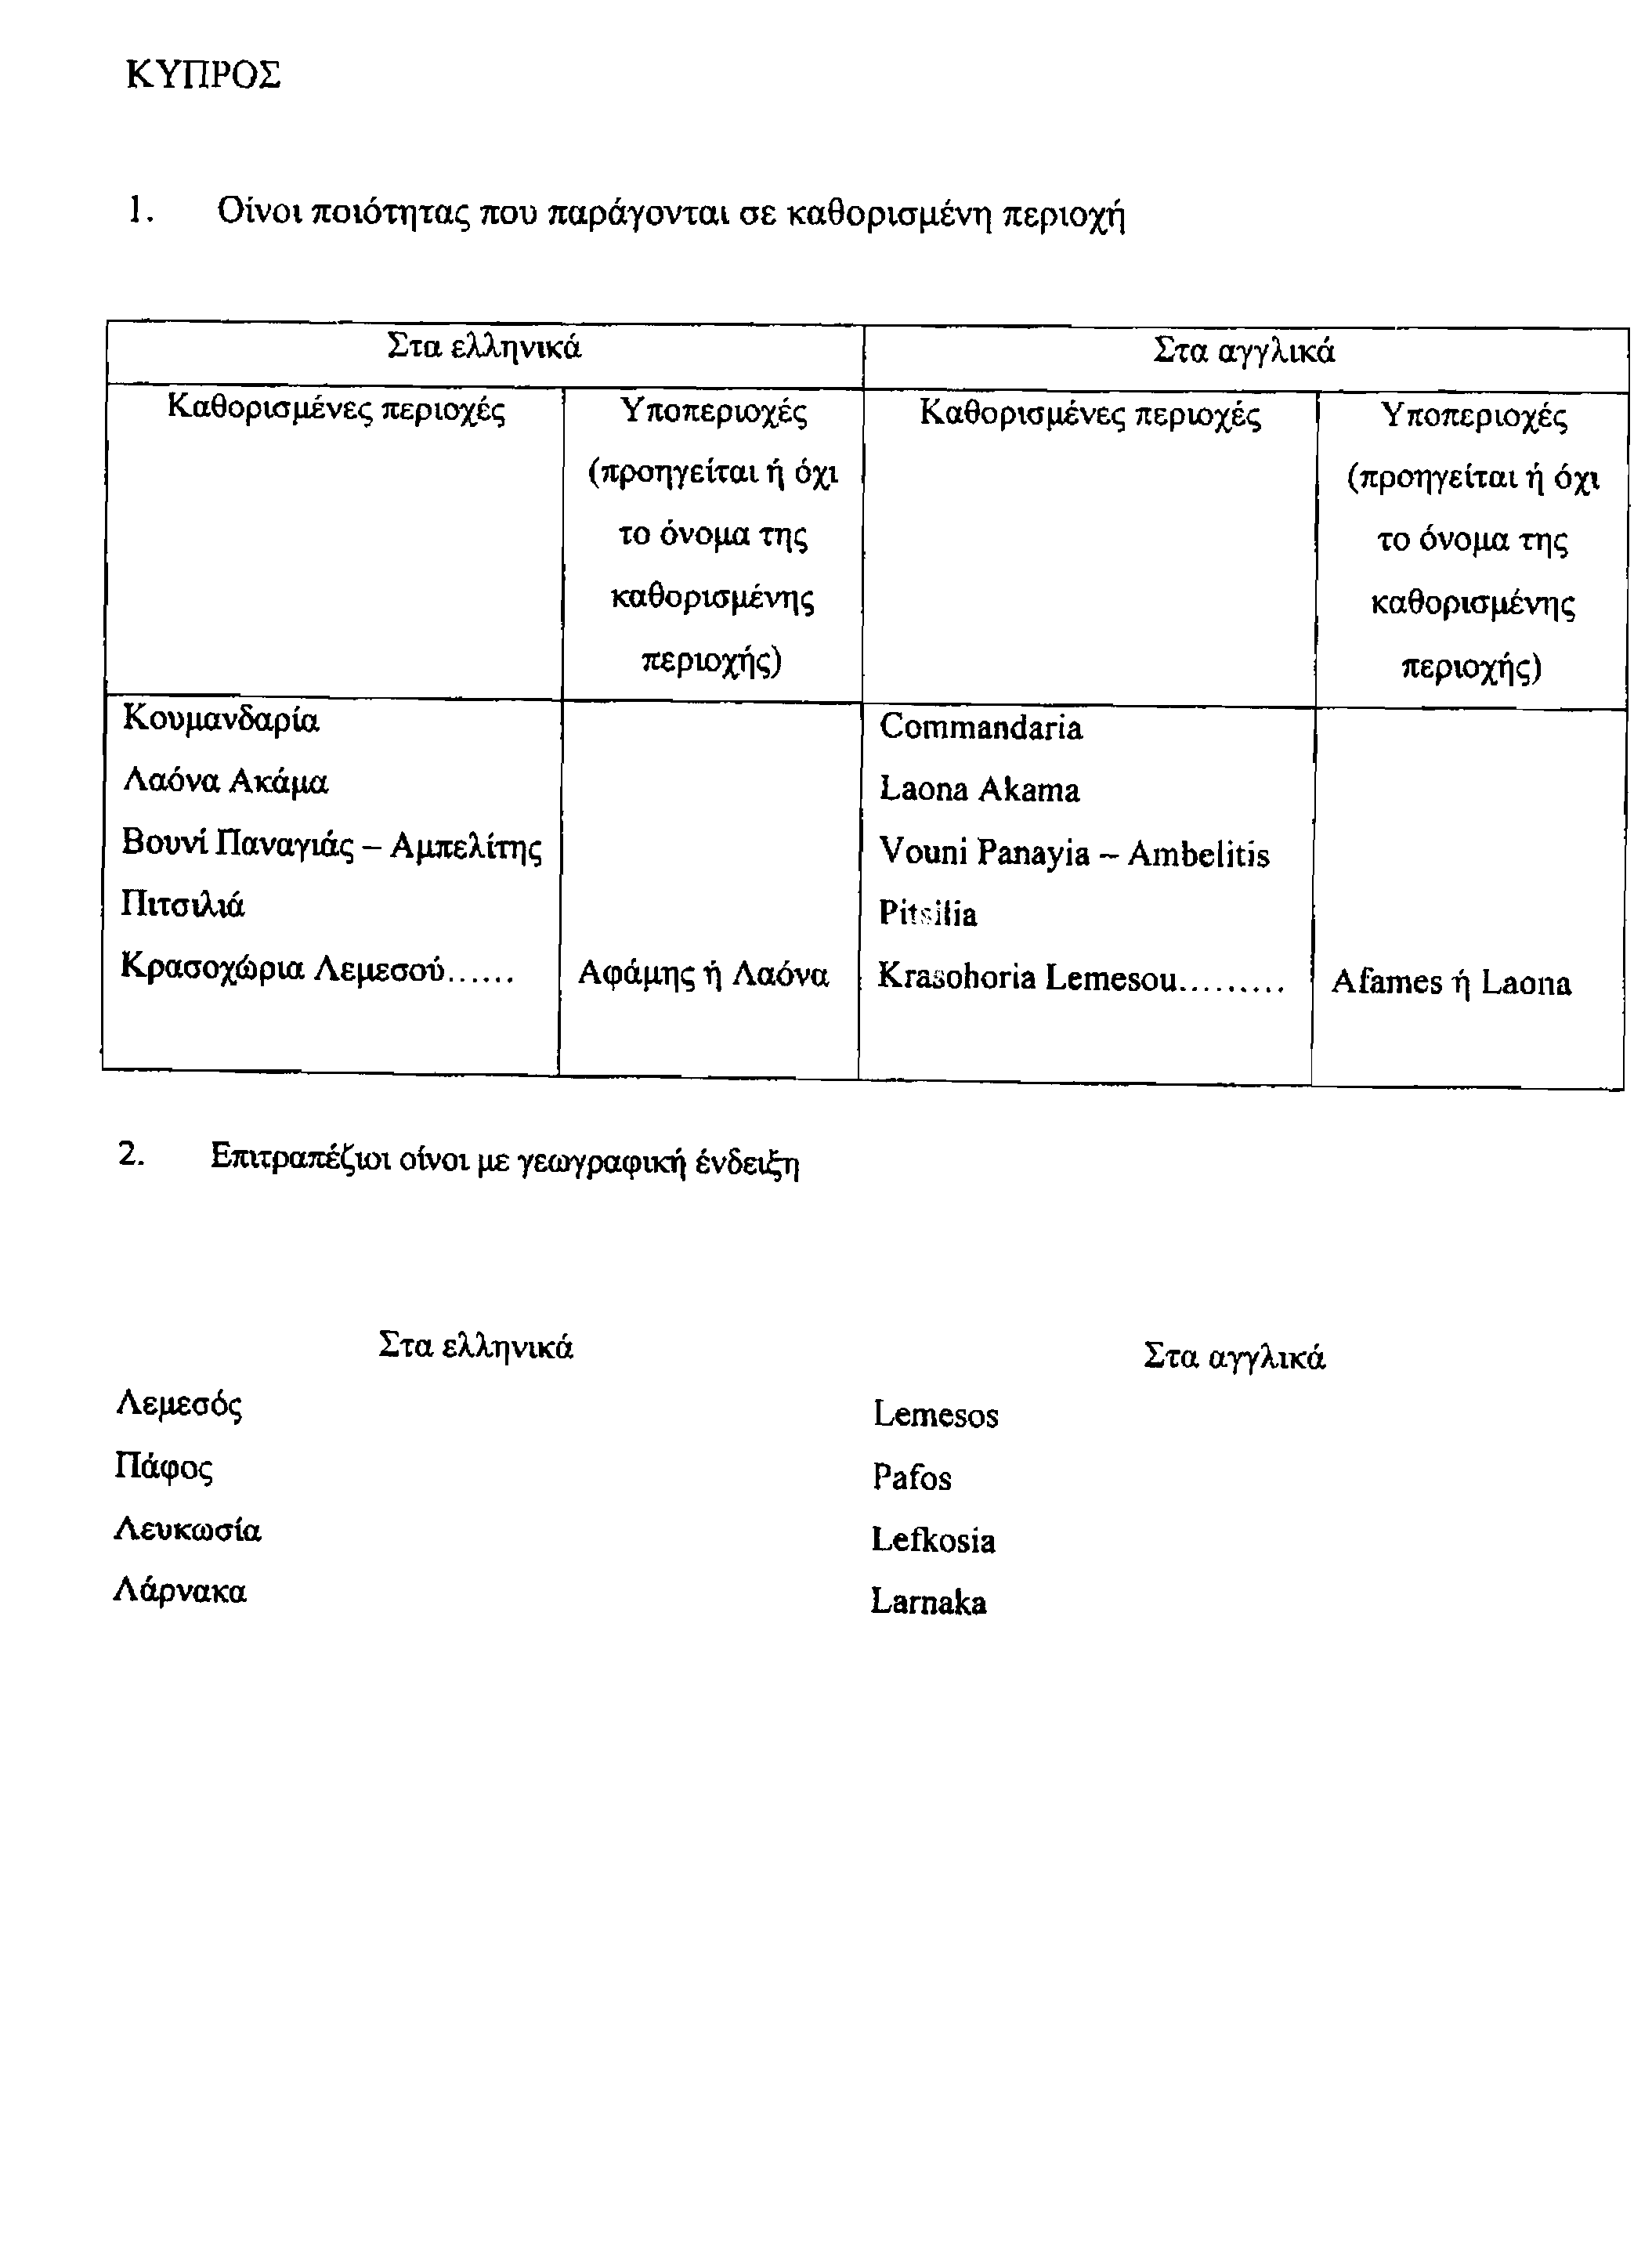 ΚΥΠΡΟΣ
1. Οίνοι ποιότητας που παράγονται σε καθορισμένη περιοχή
Στα ελληνικά Στα αγγλικά
Καθορισμένες περιοχές Υποπεριοχές Καθορισμένες περιοχές Υποπεριοχές
(προηγείται ή όχι (προηγείται ή όχι
το όνομα της το όνομα της
καθορισμένης καθορισμένης
περιοχής) περιοχής)
Κουμανδαρία Commandaria
Λαόνα Ακάμα Laona Akama
Βουνί Παναγιάς – Αμπελίτης Vouni Panayia – Ambelitis
Πιτσιλιά Pitsilia
Κρασοχώρια Λεμεσού...... Αφάμης ή Λαόνα Krasohoria Lemesou......... Afames ή Laona
2. Επιτραπέζιοι οίνοι με γεωγραφική ένδειξη
Στα ελληνικά Στα αγγλικά
Λεμεσός Lemesos
Πάφος Pafos
Λευκωσία Lefkosia
Λάρνακα Larnaka